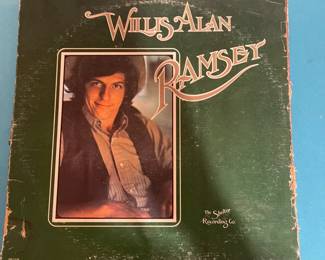 WILLIS ALAN
RAMSEY
The Shelter
Recording Co.